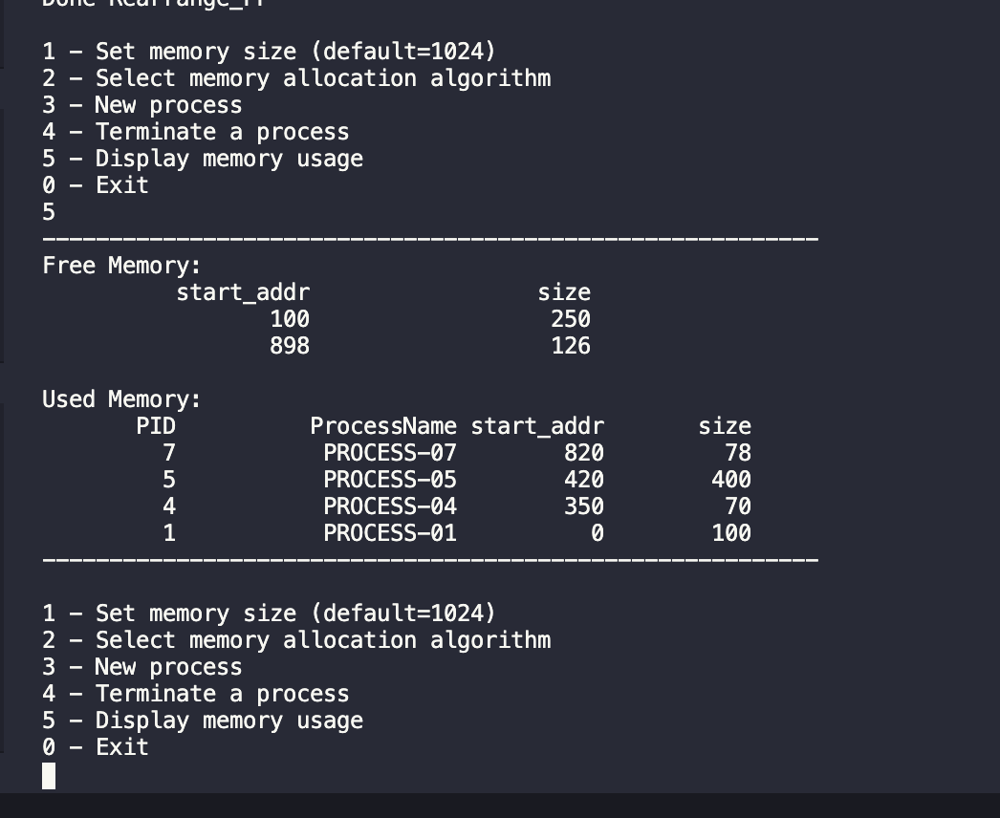 Done Rearrange_FF
1 - Set memory size (default=1024)
2 - Select memory allocation algorithm
3 - New process
4 - Terminate a process
5 - Display memory usage
0 - Exit
5
----------------------------------------------------------
Free Memory:
start_addr size
100 250
898 126
Used Memory:
PID ProcessName start_addr size
7 PROCESS-07 820 78
5 PROCESS-05 420 400
4 PROCESS-04 350 70
1 PROCESS-01 0 100
----------------------------------------------------------
1 - Set memory size (default=1024)
2 - Select memory allocation algorithm
3 - New process
4 - Terminate a process
5 - Display memory usage
0 - Exit